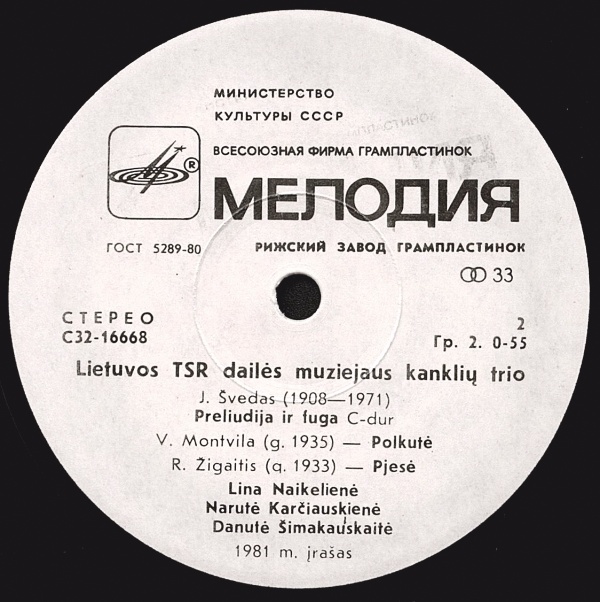 МИНИСТЕРСТВО
КУЛЬТУРЫ СССР
ВСЕСОЮЗНАЯ ФИРМА ГРАМПЛАСТИНОК
®
МЕЛОДИЯ
ГОСТ 5289-80
РИЖСКИЙ ЗАВОД ГРАМПЛАСТИНОК
33
СТЕРЕО
2
С32-16668
Гр. 2. 0-55
Lietuvos TSR dailės muziejaus kanklių trio
J. Švedas (1908—1971)
Preliudija ir fuga C-dur
V. Montvila (g. 1935) — Polkutė
R. Žigaitis (g. 1933) — Pjesė
Lina Naikelienė
Narutė Karčiauskienė
Danutė Šimakauskaitė
1981 m. įrašas